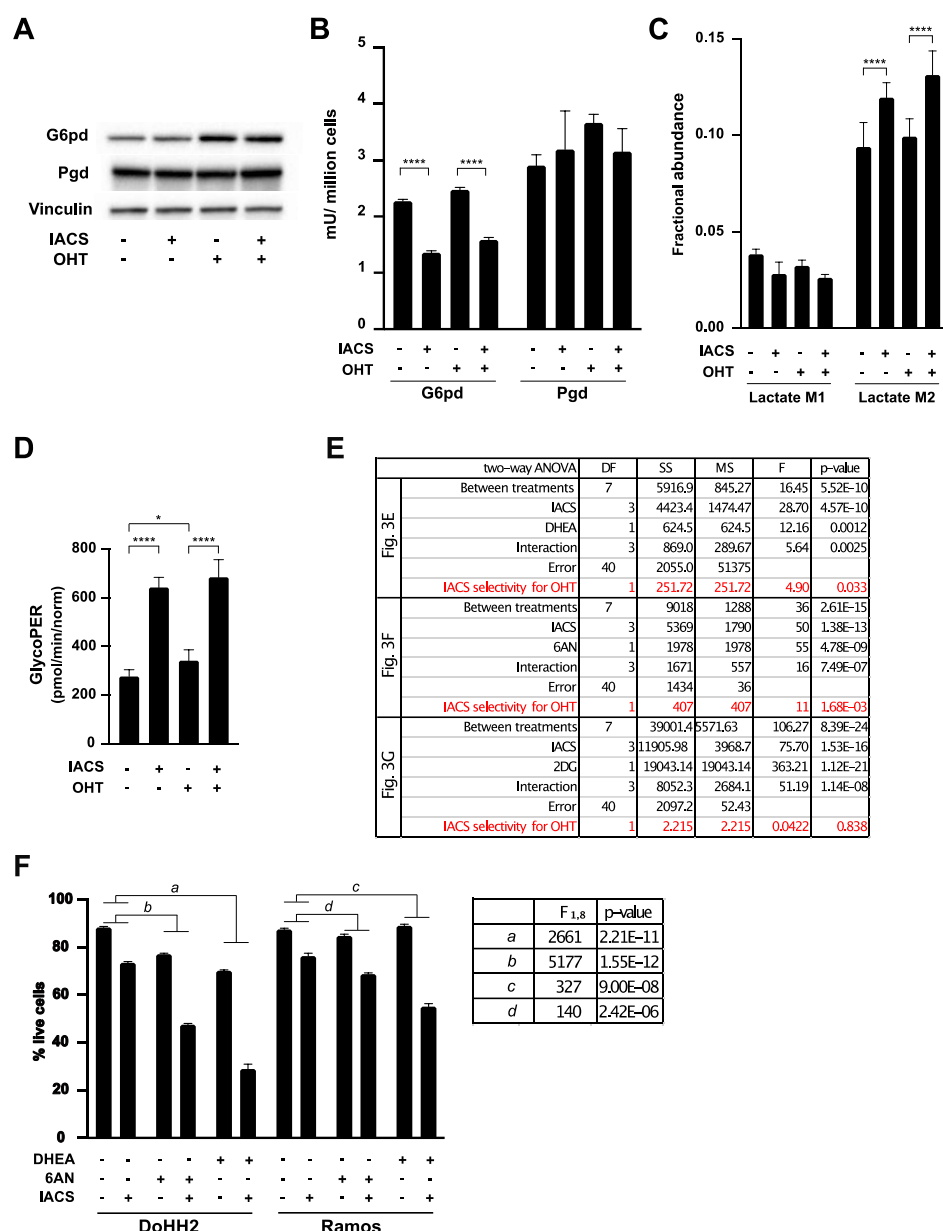 A
G6pd
Pgd
Vinculin
IACS - + - +
OHT - - + +
B
mU/ million cells
5
4
3
2
1
0
**** ****
IACS - + - + - + - +
OHT - - + + - - + +
G6pd Pgd
C
Fractional abundance
0.15
0.10
0.05
0.00
**** ****
IACS - + - + - + - +
OHT - - + + - - + +
Lactate M1 Lactate M2
D
GlycoPER
(pmol/min/norm)
800
600
400
200
0
*
**** ****
IACS - + - +
OHT - - + +
E
two-way ANOVA DF SS MS F p-value
Fig. 3E
Between treatments 7 5916.9 845.27 16.45 5.52E-10
IACS 3 4423.4 1474.47 28.70 4.57E-10
DHEA 1 624.5 624.5 12.16 0.0012
Interaction 3 869.0 289.67 5.64 0.0025
Error 40 2055.0 51375
IACS selectivity for OHT 1 251.72 251.72 4.90 0.033
Fig. 3F
Between treatments 7 9018 1288 36 2.61E-15
IACS 3 5369 1790 50 1.38E-13
6AN 1 1978 1978 55 4.78E-09
Interaction 3 1671 557 16 7.49E-07
Error 40 1434 36
IACS selectivity for OHT 1 407 407 11 1.68E-03
Fig. 3G
Between treatments 7 39001.4 5571.63 106.27 8.39E-24
IACS 3 11905.98 3968.7 75.70 1.53E-16
2DG 1 19043.14 19043.14 363.21 1.12E-21
Interaction 3 8052.3 2684.1 51.19 1.14E-08
Error 40 2097.2 52.43
IACS selectivity for OHT 1 2.215 2.215 0.0422 0.838
F
% live cells
100
80
60
40
20
0
a
b
c
d
DHEA - - - - + + - - - - + +
6AN - - + + - - - - + + - -
IACS - + - + - + - + - + - +
DoHH2 Ramos
F1,8 p-value
a 2661 2.21E-11
b 5177 1.55E-12
c 327 9.00E-08
d 140 2.42E-06